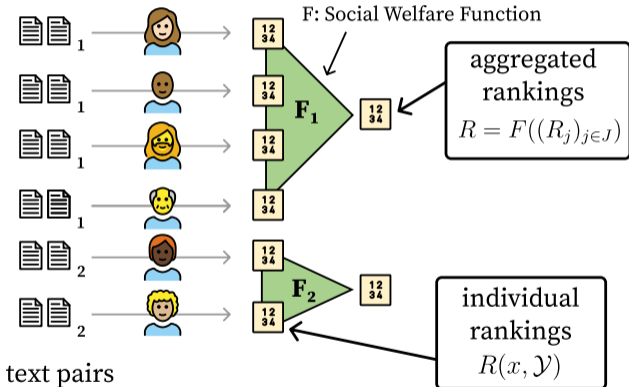 F: Social Welfare Function
1
12
34
aggregated
rankings
R = F((R_j)_{j∈J})
1
12
34
F₁
12
34
1
12
34
1
12
34
2
12
34
F₂
12
34
2
12
34
individual
rankings
R(x, 𝒴)
text pairs